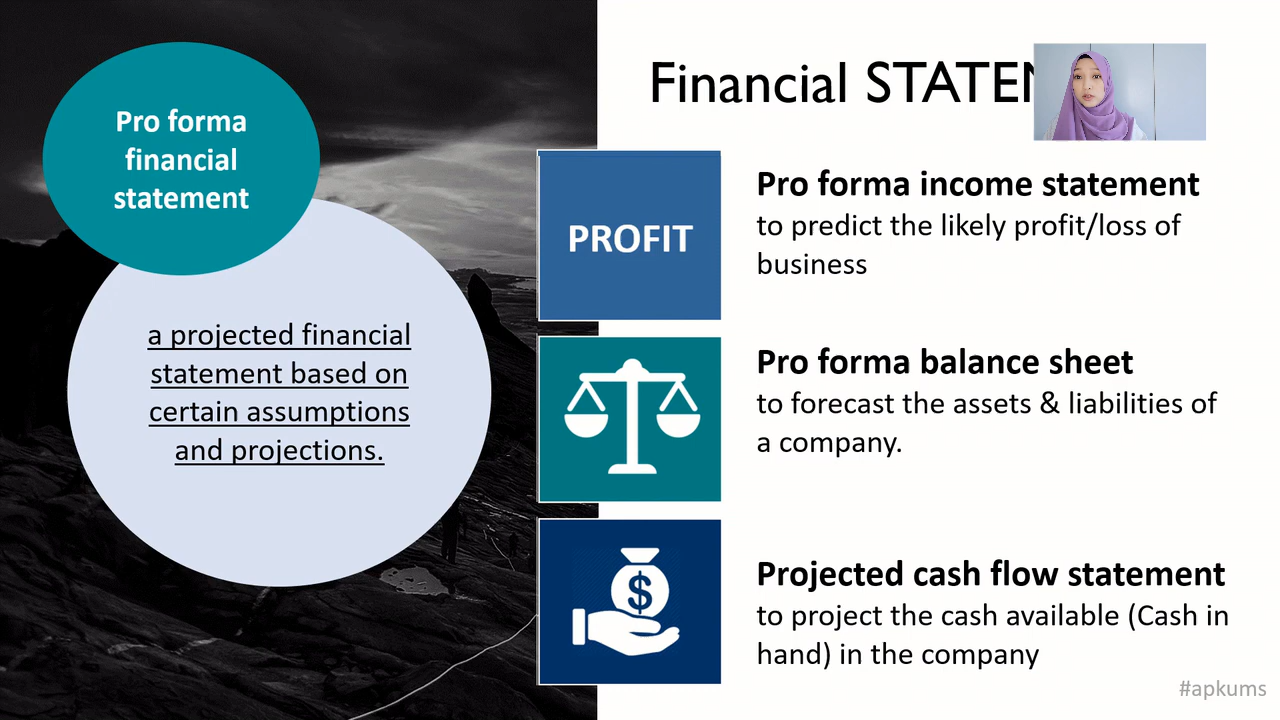 Pro forma
financial
statement
a projected financial
statement based on
certain assumptions
and projections.
Financial
PROFIT
Pro forma income statement
to predict the likely profit/loss of
business
Pro forma balance sheet
to forecast the assets & liabilities of
a company.
$
Projected cash flow statement
to project the cash available (Cash in
hand) in the company
#apkums